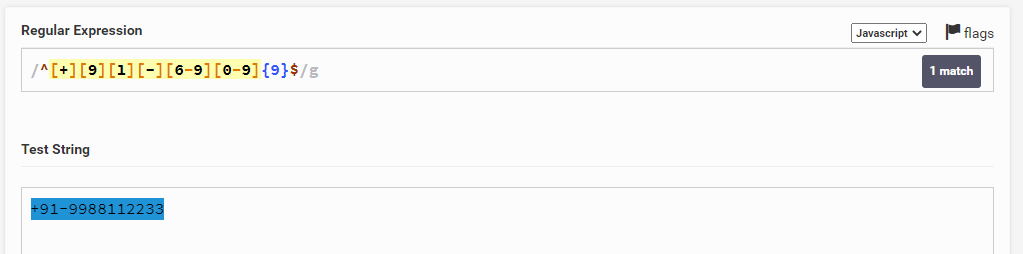 Regular Expression
Javascript
flags
/^[+][9][1][-][6-9][0-9]{9}$/g
1 match
Test String
+91-9988112233